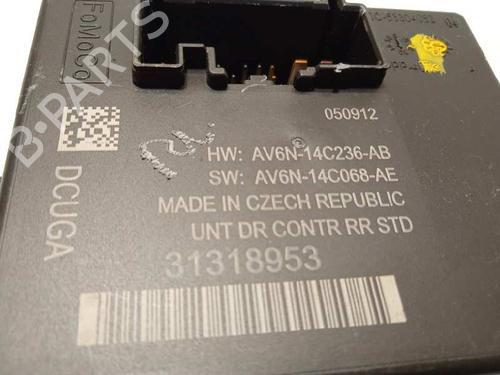 FoMoCo
050912
HW: AV6N-14C236-AB
SW: AV6N-14C068-AE
MADE IN CZECH REPUBLIC
UNT DR CONTR RR STD
31318953
DCUGA
B-PARTS